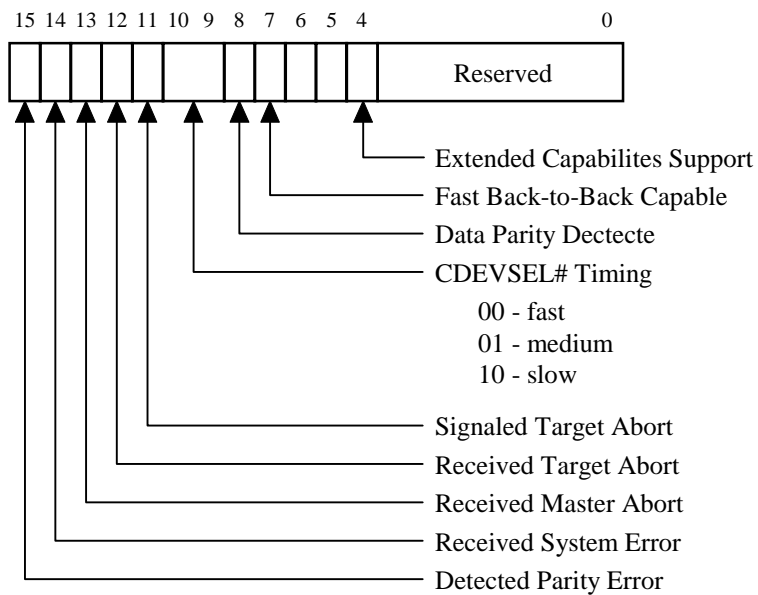 15 14 13 12 11 10 9 8 7 6 5 4 0
Reserved
Extended Capabilites Support
Fast Back-to-Back Capable
Data Parity Dectecte
CDEVSEL# Timing
00 - fast
01 - medium
10 - slow
Signaled Target Abort
Received Target Abort
Received Master Abort
Received System Error
Detected Parity Error